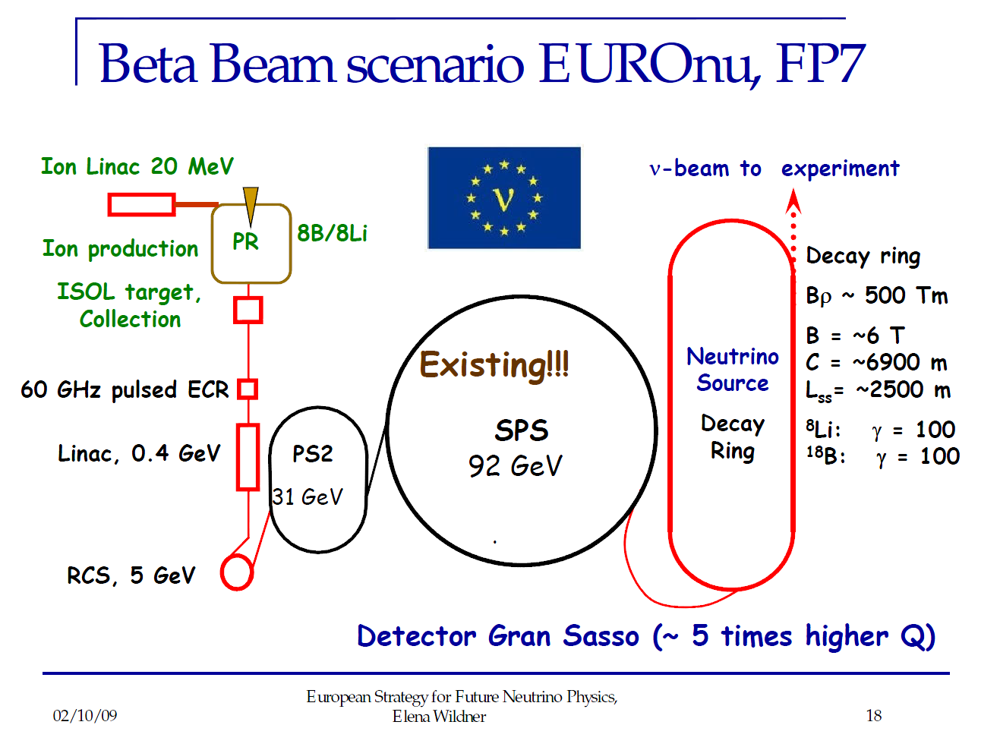 Beta Beam scenario EUROnu, FP7
Ion Linac 20 MeV
PR
8B/8Li
Ion production
ISOL target,
Collection
60 GHz pulsed ECR
Linac, 0.4 GeV
RCS, 5 GeV
PS2
31 GeV
ν
Existing!!!
SPS
92 GeV
.
ν-beam to experiment
Neutrino
Source
Decay
Ring
Decay ring
Bρ ~ 500 Tm
B = ~6 T
C = ~6900 m
Lss= ~2500 m
8Li: γ = 100
18B: γ = 100
Detector Gran Sasso (~ 5 times higher Q)
02/10/09
European Strategy for Future Neutrino Physics,
Elena Wildner
18